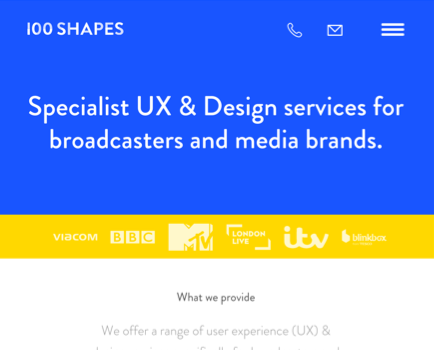 100 SHAPES
Specialist UX & Design services for
broadcasters and media brands.
viacom BBC MTV LONDON LIVE itv blinkbox
What we provide
We offer a range of user experience (UX) &